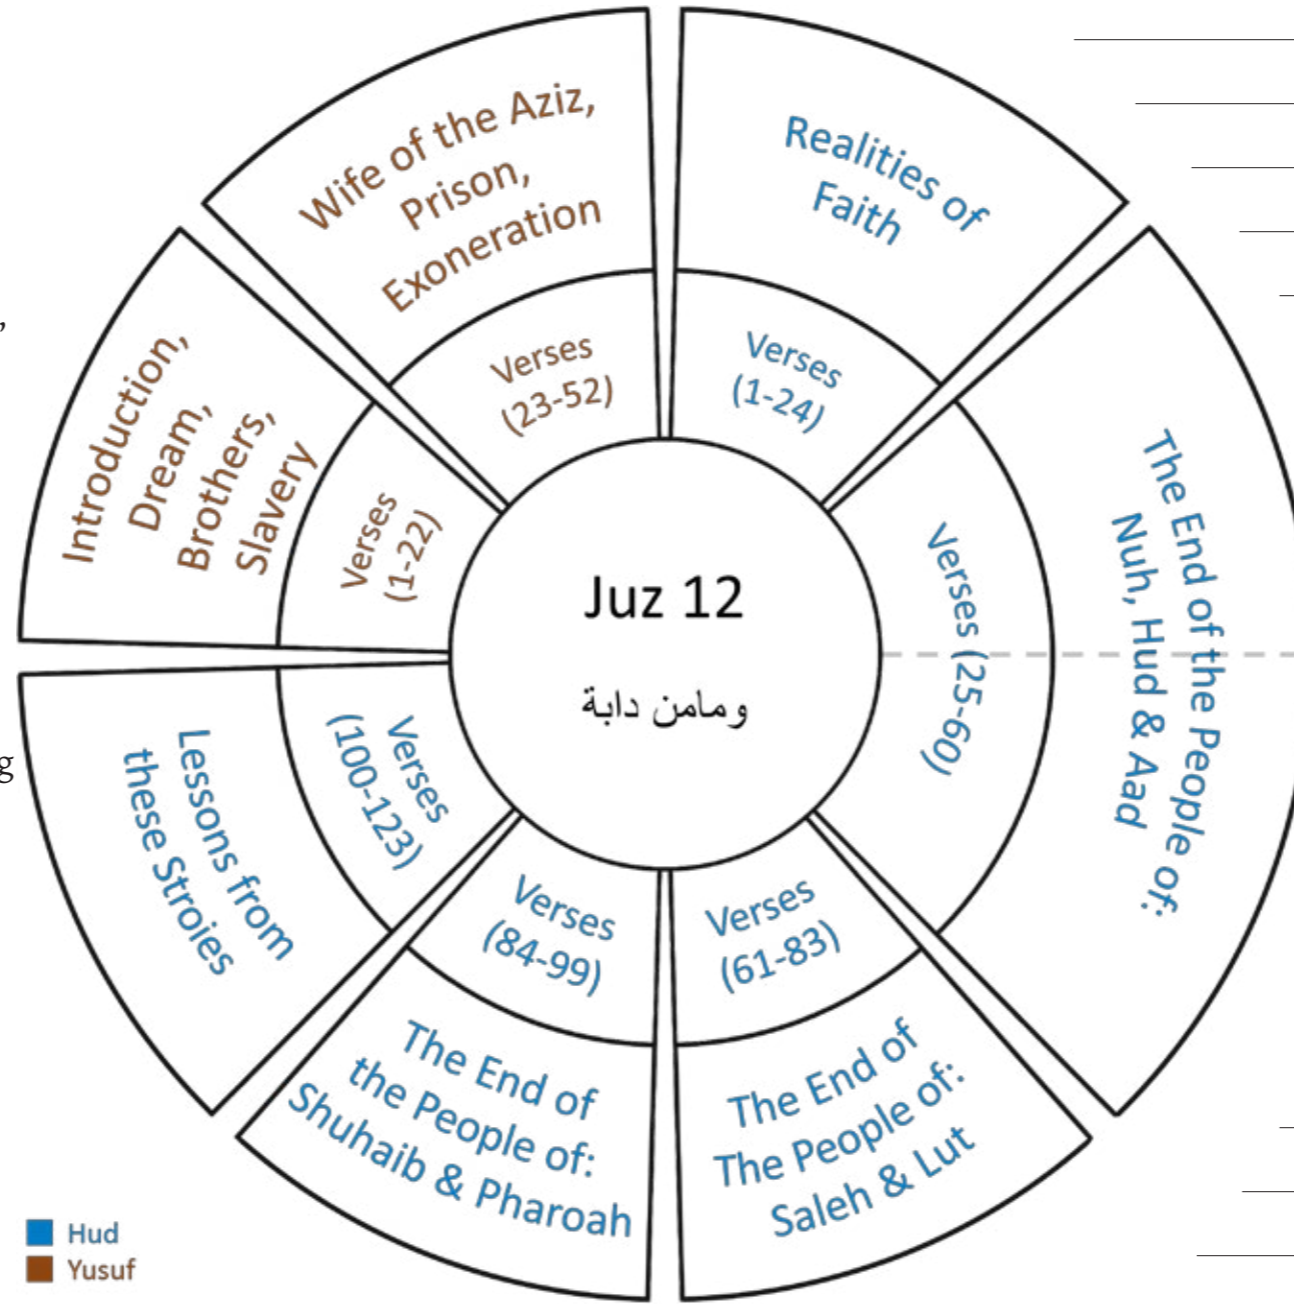 Juz 12
ومامن دابة
Realities of
Faith
Verses
(1-24)
The End of the People of:
Nuh, Hud & Aad
Verses (25-60)
The End of
The People of:
Saleh & Lut
Verses
(61-83)
The End of
the People of:
Shuhaib & Pharoah
Verses
(84-99)
Lessons from
these Stroies
Verses
(100-123)
Introduction,
Dream,
Brothers,
Slavery
Verses
(1-22)
Wife of the Aziz,
Prison,
Exoneration
Verses
(23-52)
Hud
Yusuf